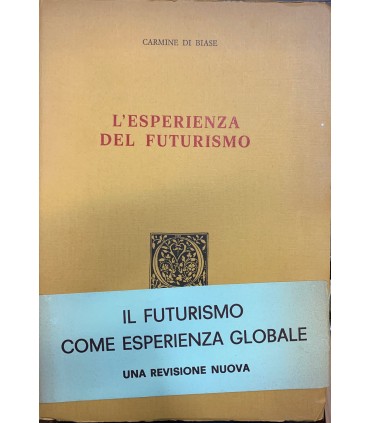 CARMINE DI BIASE
L'ESPERIENZA
DEL FUTURISMO
IL FUTURISMO
COME ESPERIENZA GLOBALE
UNA REVISIONE NUOVA